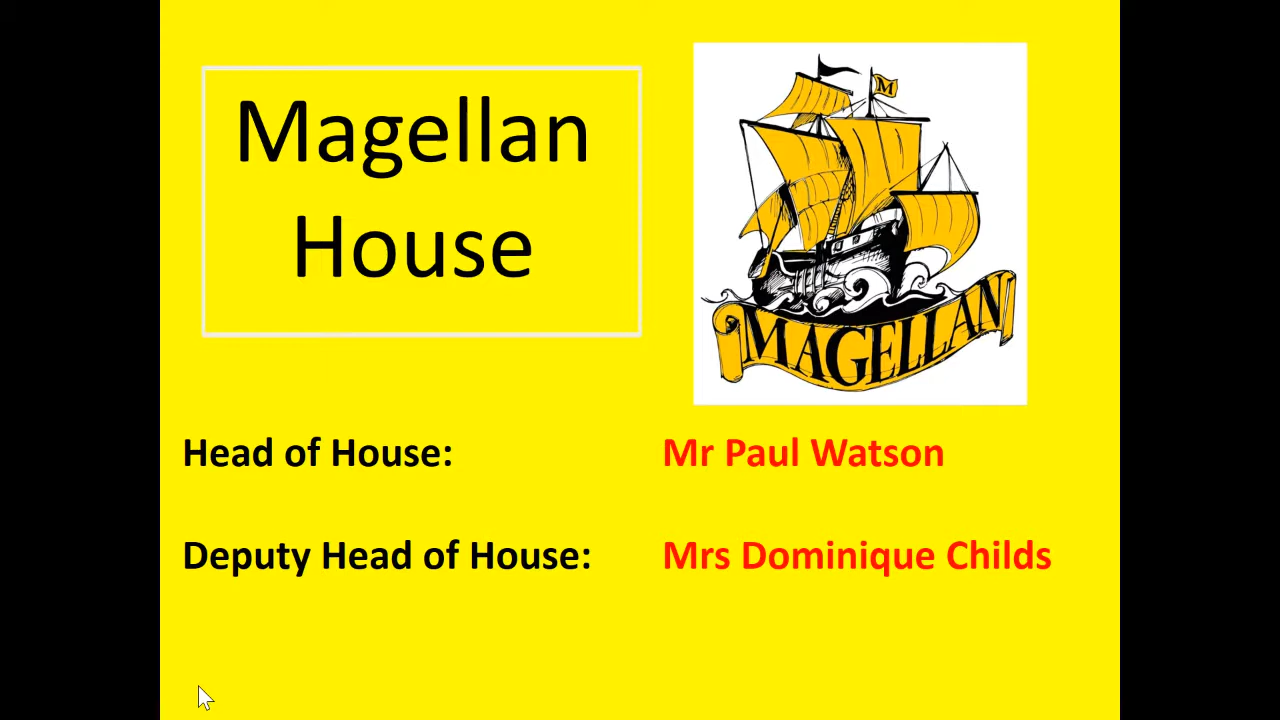 Magellan
House
M
MAGELLAN
Head of House: Mr Paul Watson
Deputy Head of House: Mrs Dominique Childs